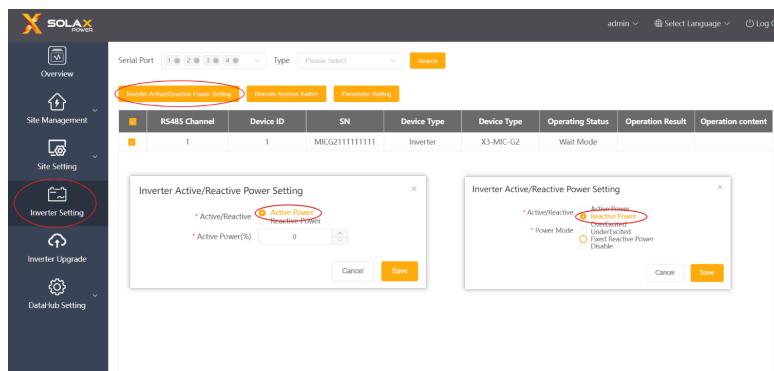 SOLAX
POWER
admin
Select Language
Log
Overview
Site Management
Site Setting
Inverter Setting
Inverter Upgrade
DataHub Setting
Serial Port 1 2 3 4 Type Please Select Search
Inverter Active/Reactive Power Setting Remote System Switch Parameter Setting
RS485 Channel Device ID SN Device Type Device Type Operating Status Operation Result Operation content
1 1 MICG2111111111 Inverter X3-MIC-G2 Wait Mode
Inverter Active/Reactive Power Setting
* Active/Reactive Active Power
Reactive Power
* Active Power(%) 0
Cancel Save
Inverter Active/Reactive Power Setting
Active Power
* Active/Reactive Reactive Power
OverExcited
* Power Mode UnderExcited
Fixed Reactive Power
Disable
Cancel Save